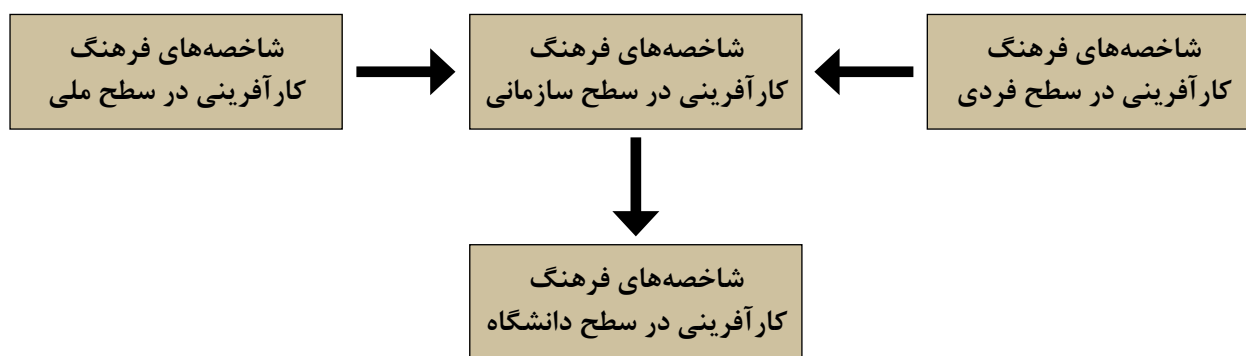 شاخصه‌های فرهنگ
کارآفرینی در سطح فردی
شاخصه‌های فرهنگ
کارآفرینی در سطح سازمانی
شاخصه‌های فرهنگ
کارآفرینی در سطح ملی
شاخصه‌های فرهنگ
کارآفرینی در سطح دانشگاه